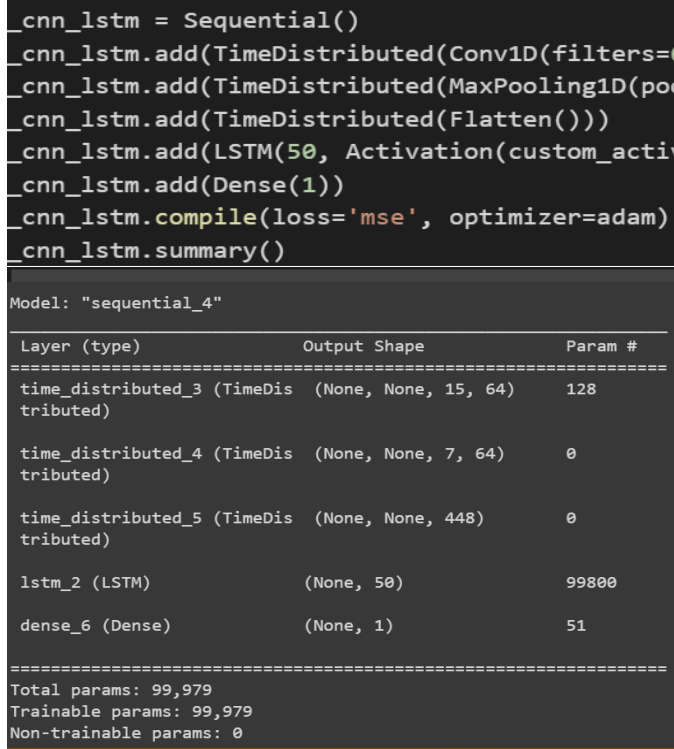 _cnn_lstm = Sequential()
_cnn_lstm.add(TimeDistributed(Conv1D(filters=
_cnn_lstm.add(TimeDistributed(MaxPooling1D(po
_cnn_lstm.add(TimeDistributed(Flatten()))
_cnn_lstm.add(LSTM(50, Activation(custom_activ
_cnn_lstm.add(Dense(1))
_cnn_lstm.compile(loss='mse', optimizer=adam)
_cnn_lstm.summary()
Model: "sequential_4"
Layer (type) Output Shape Param #
=================================================================
time_distributed_3 (TimeDis (None, None, 15, 64) 128
tributed)
time_distributed_4 (TimeDis (None, None, 7, 64) 0
tributed)
time_distributed_5 (TimeDis (None, None, 448) 0
tributed)
lstm_2 (LSTM) (None, 50) 99800
dense_6 (Dense) (None, 1) 51
=================================================================
Total params: 99,979
Trainable params: 99,979
Non-trainable params: 0